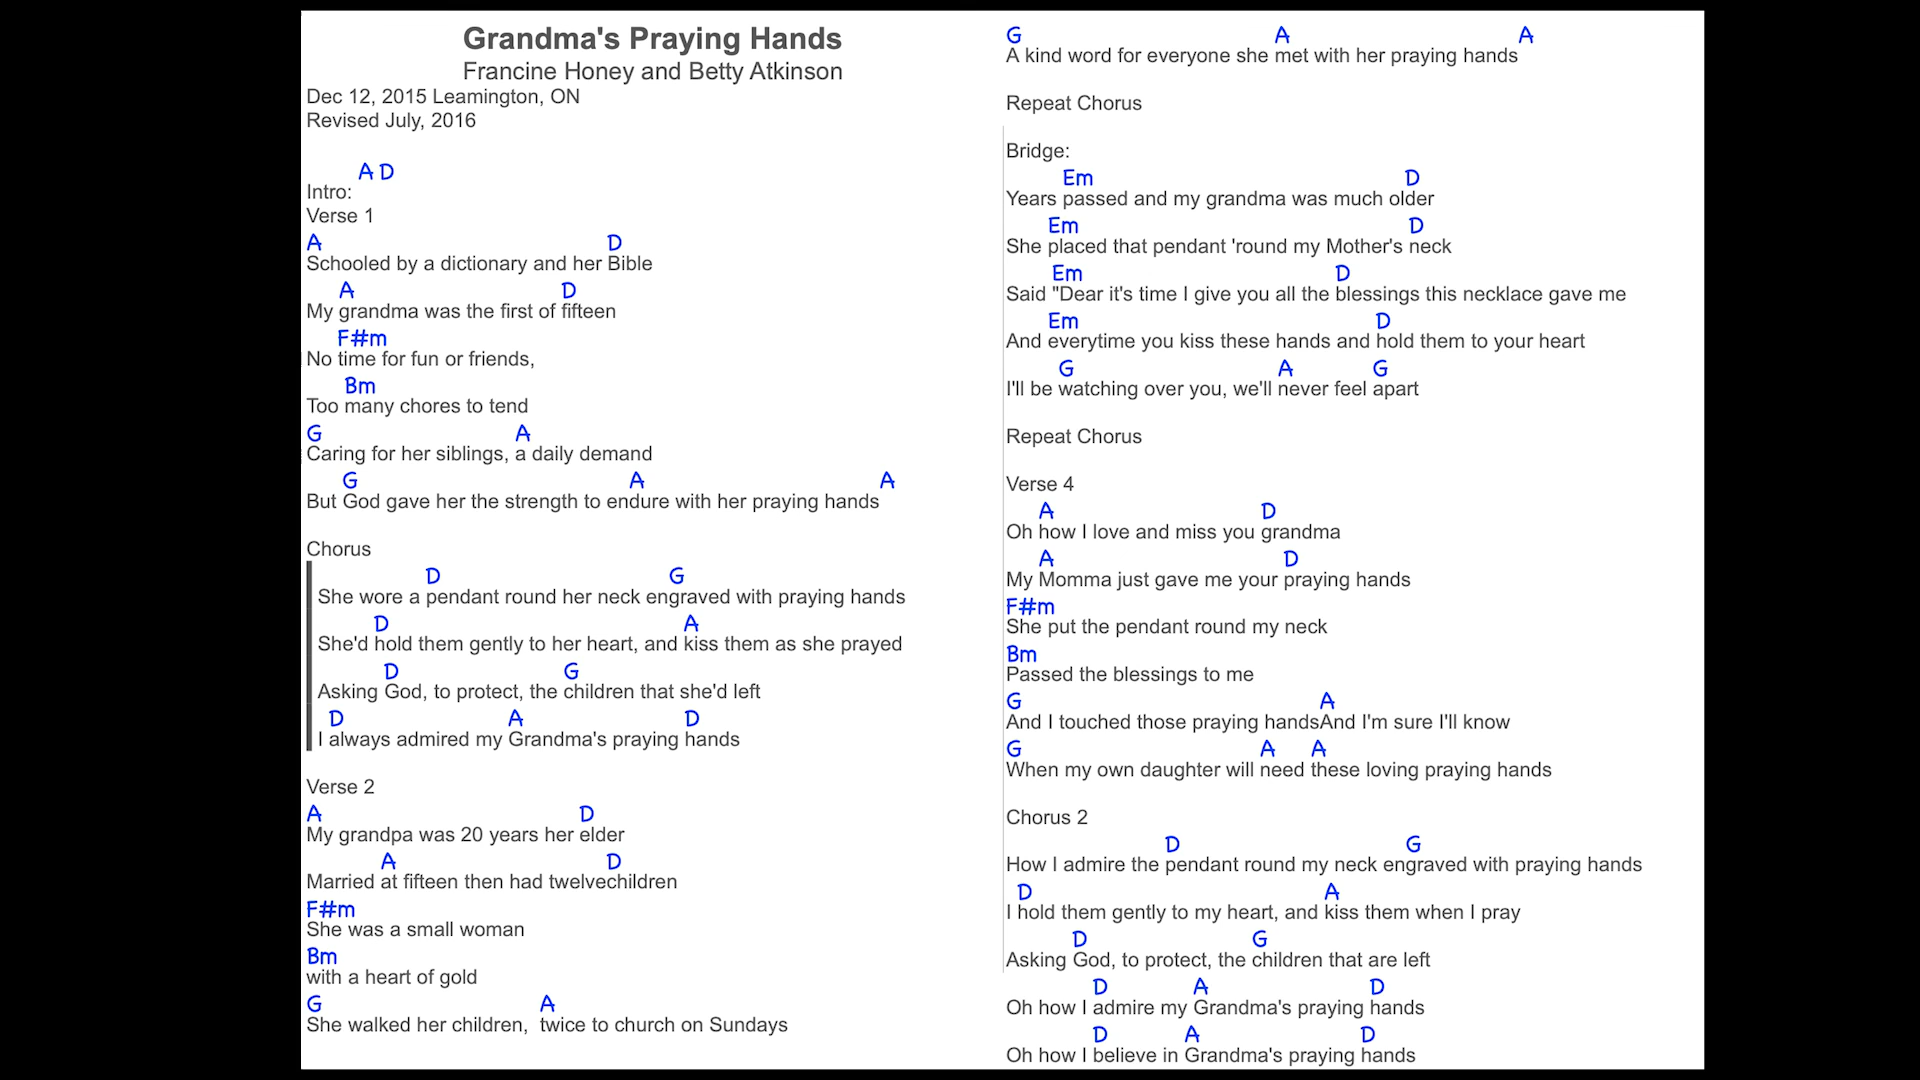 Grandma's Praying Hands
Francine Honey and Betty Atkinson
Dec 12, 2015 Leamington, ON
Revised July, 2016
A D
Intro:
Verse 1
A D
Schooled by a dictionary and her Bible
A D
My grandma was the first of fifteen
F#m
No time for fun or friends,
Bm
Too many chores to tend
G A
Caring for her siblings, a daily demand
G A A
But God gave her the strength to endure with her praying hands
Chorus
D G
She wore a pendant round her neck engraved with praying hands
D A
She'd hold them gently to her heart, and kiss them as she prayed
D G
Asking God, to protect, the children that she'd left
D A D
I always admired my Grandma's praying hands
Verse 2
A D
My grandpa was 20 years her elder
A D
Married at fifteen then had twelvechildren
F#m
She was a small woman
Bm
with a heart of gold
G A
She walked her children, twice to church on Sundays
G A A
A kind word for everyone she met with her praying hands
Repeat Chorus
Bridge:
Em D
Years passed and my grandma was much older
Em D
She placed that pendant 'round my Mother's neck
Em D
Said "Dear it's time I give you all the blessings this necklace gave me
Em D
And everytime you kiss these hands and hold them to your heart
G A G
I'll be watching over you, we'll never feel apart
Repeat Chorus
Verse 4
A D
Oh how I love and miss you grandma
A D
My Momma just gave me your praying hands
F#m
She put the pendant round my neck
Bm
Passed the blessings to me
G A
And I touched those praying handsAnd I'm sure I'll know
G A A
When my own daughter will need these loving praying hands
Chorus 2
D G
How I admire the pendant round my neck engraved with praying hands
D A
I hold them gently to my heart, and kiss them when I pray
D G
Asking God, to protect, the children that are left
D A D
Oh how I admire my Grandma's praying hands
D A D
Oh how I believe in Grandma's praying hands